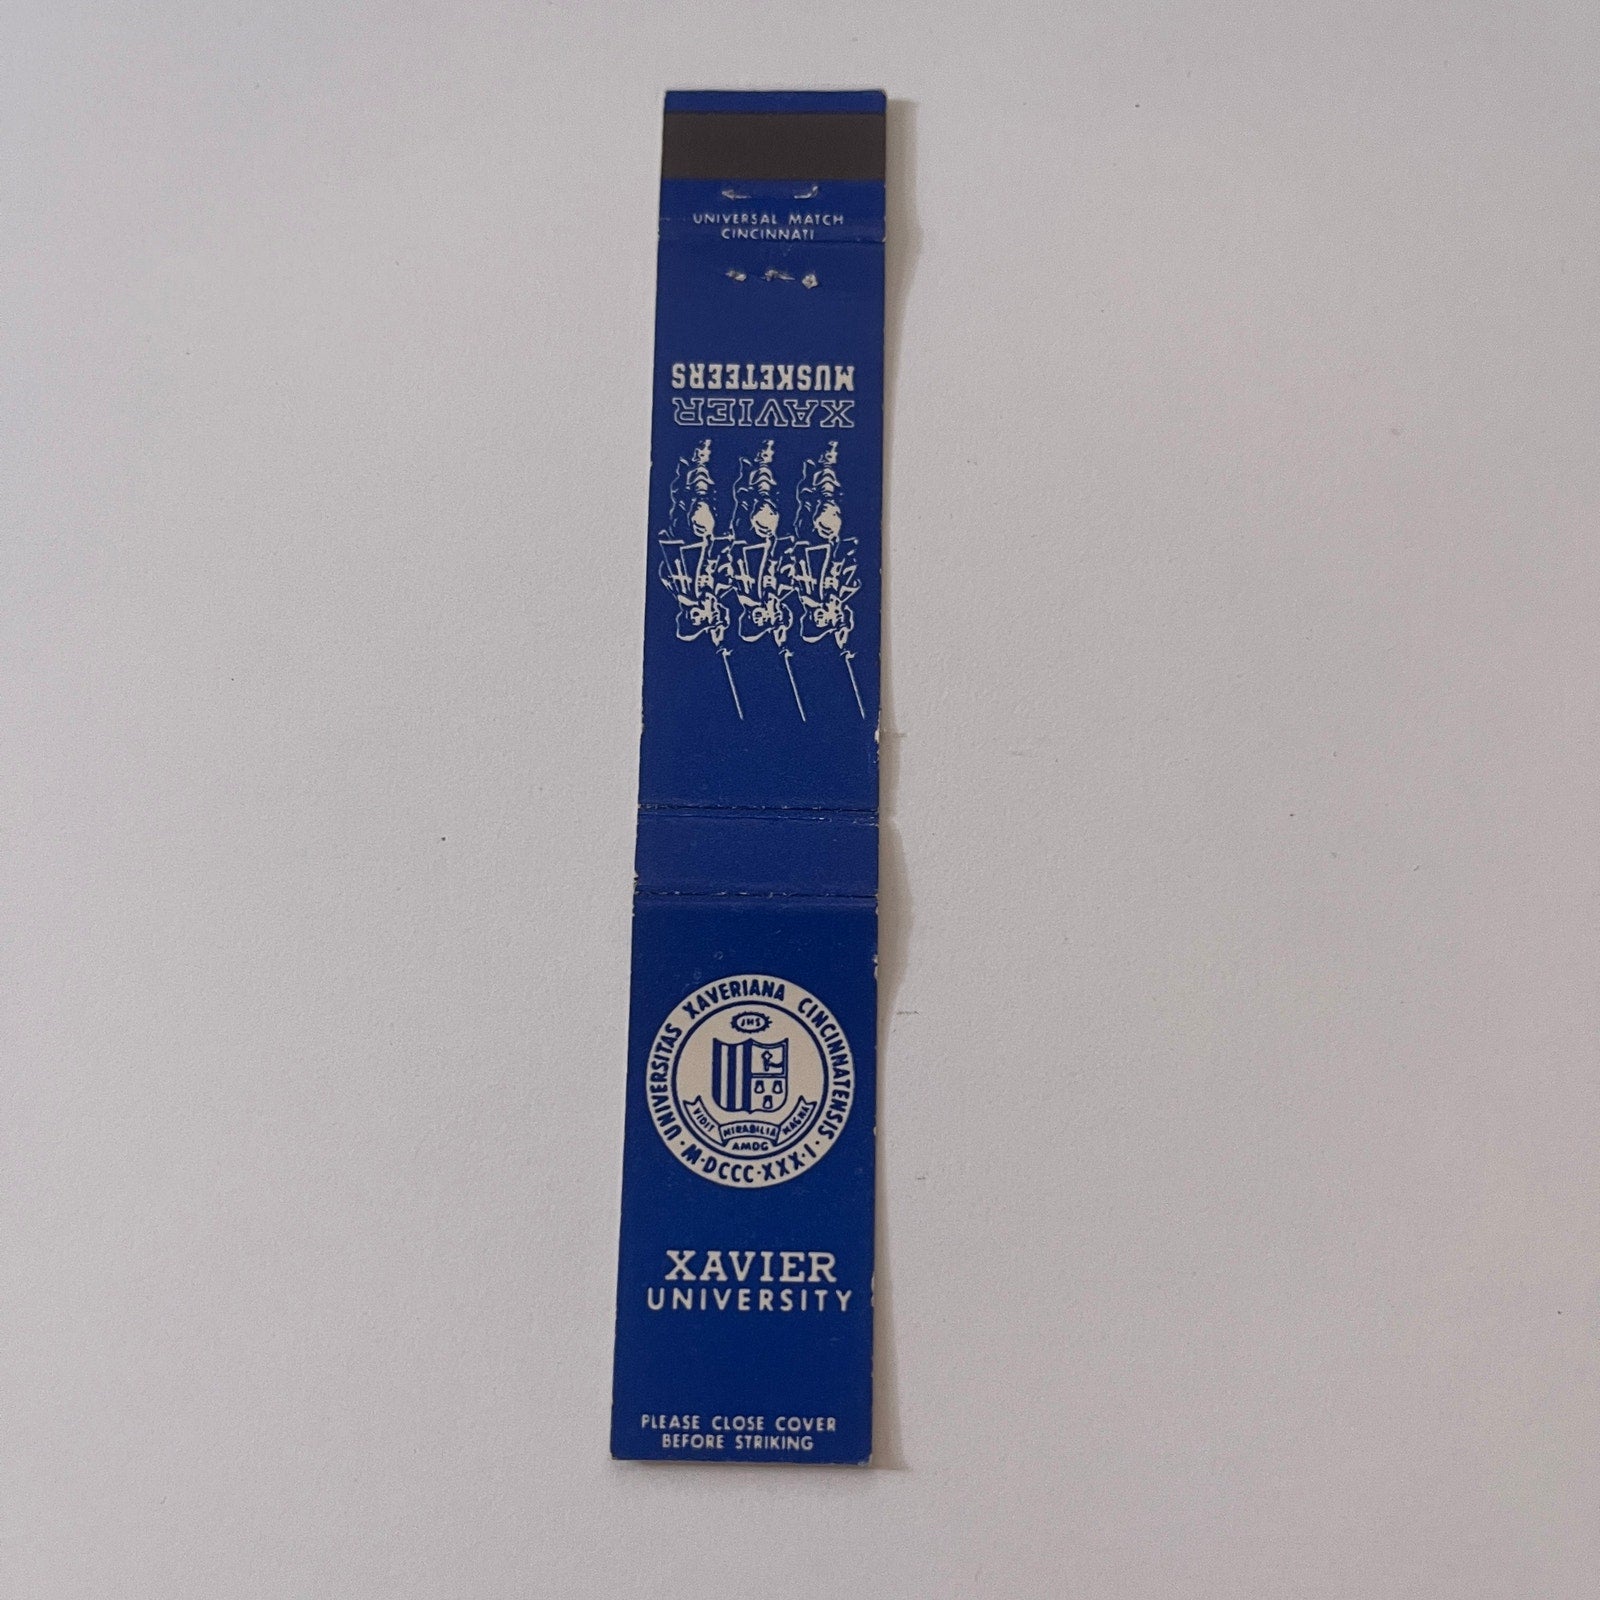 UNIVERSAL MATCH
CINCINNATI
XAVIER
MUSKETEERS
UNIVERSITAS XAVERIANA CINCINNATENSIS
· M·DCCC·XXX·I ·
JHS
VIDIT MIRABILIA MAGNA
AMDG
XAVIER
UNIVERSITY
PLEASE CLOSE COVER
BEFORE STRIKING